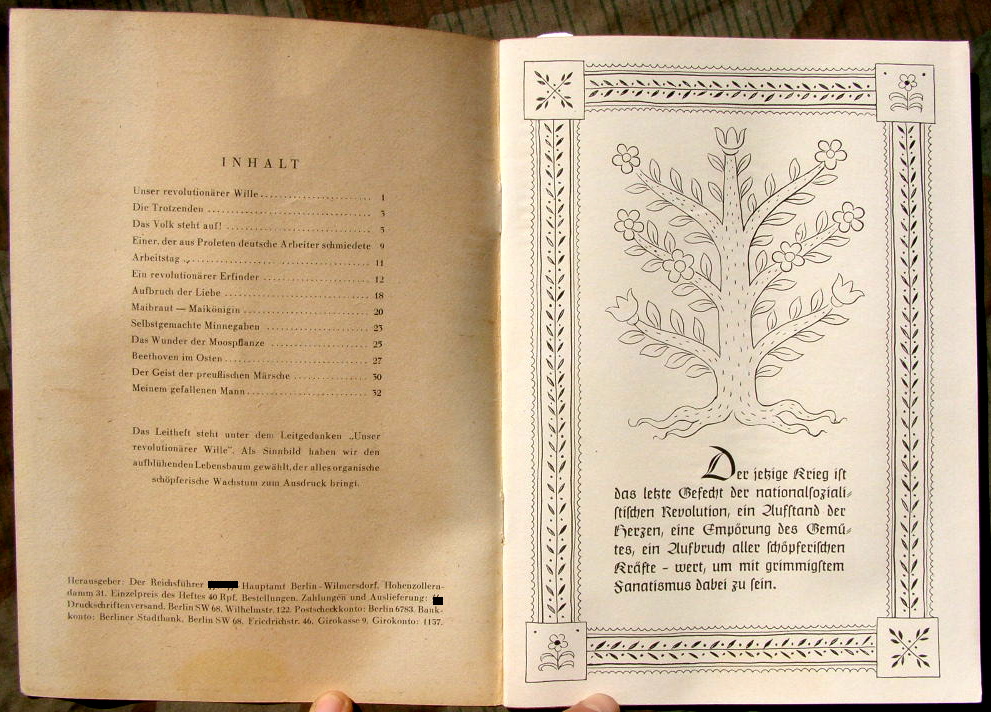 INHALT
Unser revolutionärer Wille 1
Die Trotzenden 3
Das Volk steht auf! 5
Einer, der aus Proleten deutsche Arbeiter schmiedete 9
Arbeitstag 11
Ein revolutionärer Erfinder 12
Aufbruch der Liebe 18
Maibraut — Maikönigin 20
Selbstgemachte Minnegaben 23
Das Wunder der Moospflanze 25
Beethoven im Osten 27
Der Geist der preußischen Märsche 30
Meinem gefallenen Mann 32
Das Leitheft steht unter dem Leitgedanken „Unser
revolutionärer Wille". Als Sinnbild haben wir den
aufblühenden Lebensbaum gewählt, der alles organische
schöpferische Wachstum zum Ausdruck bringt.
Herausgeber: Der Reichsführer Hauptamt Berlin-Wilmersdorf, Hohenzollern-
damm 31. Einzelpreis des Heftes 40 Rpf. Bestellungen, Zahlungen und Auslieferung:
Druckschriftenversand, Berlin SW 68, Wilhelmstr. 122. Postscheckkonto: Berlin 6783. Bank-
konto: Berliner Stadtbank, Berlin SW 68, Friedrichstr. 46, Girokasse 9, Girokonto: 1157.
Der jetzige Krieg ist
das letzte Gefecht der nationalsoziali-
stischen Revolution, ein Aufstand der
Herzen, eine Empörung des Gemü-
tes, ein Aufbruch aller schöpferischen
Kräfte - wert, um mit grimmigstem
Fanatismus dabei zu sein.